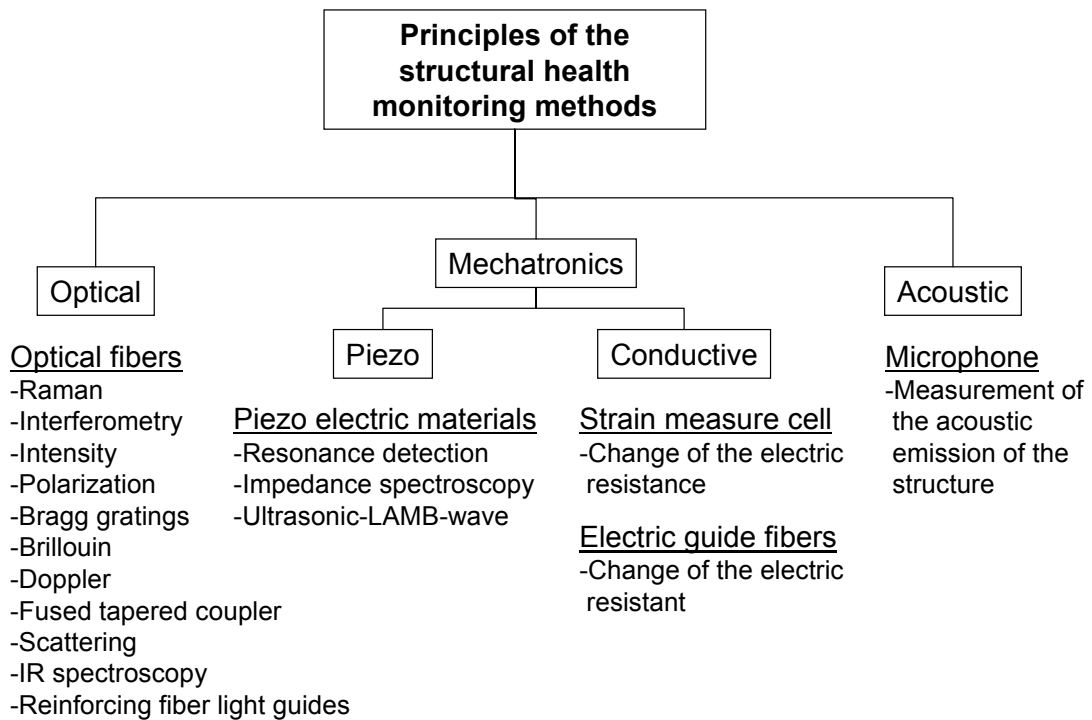 Principles of the
structural health
monitoring methods
Optical
Mechatronics
Acoustic
Piezo
Conductive
Optical fibers
-Raman
-Interferometry
-Intensity
-Polarization
-Bragg gratings
-Brillouin
-Doppler
-Fused tapered coupler
-Scattering
-IR spectroscopy
-Reinforcing fiber light guides
Piezo electric materials
-Resonance detection
-Impedance spectroscopy
-Ultrasonic-LAMB-wave
Strain measure cell
-Change of the electric
resistance
Electric guide fibers
-Change of the electric
resistant
Microphone
-Measurement of
the acoustic
emission of the
structure